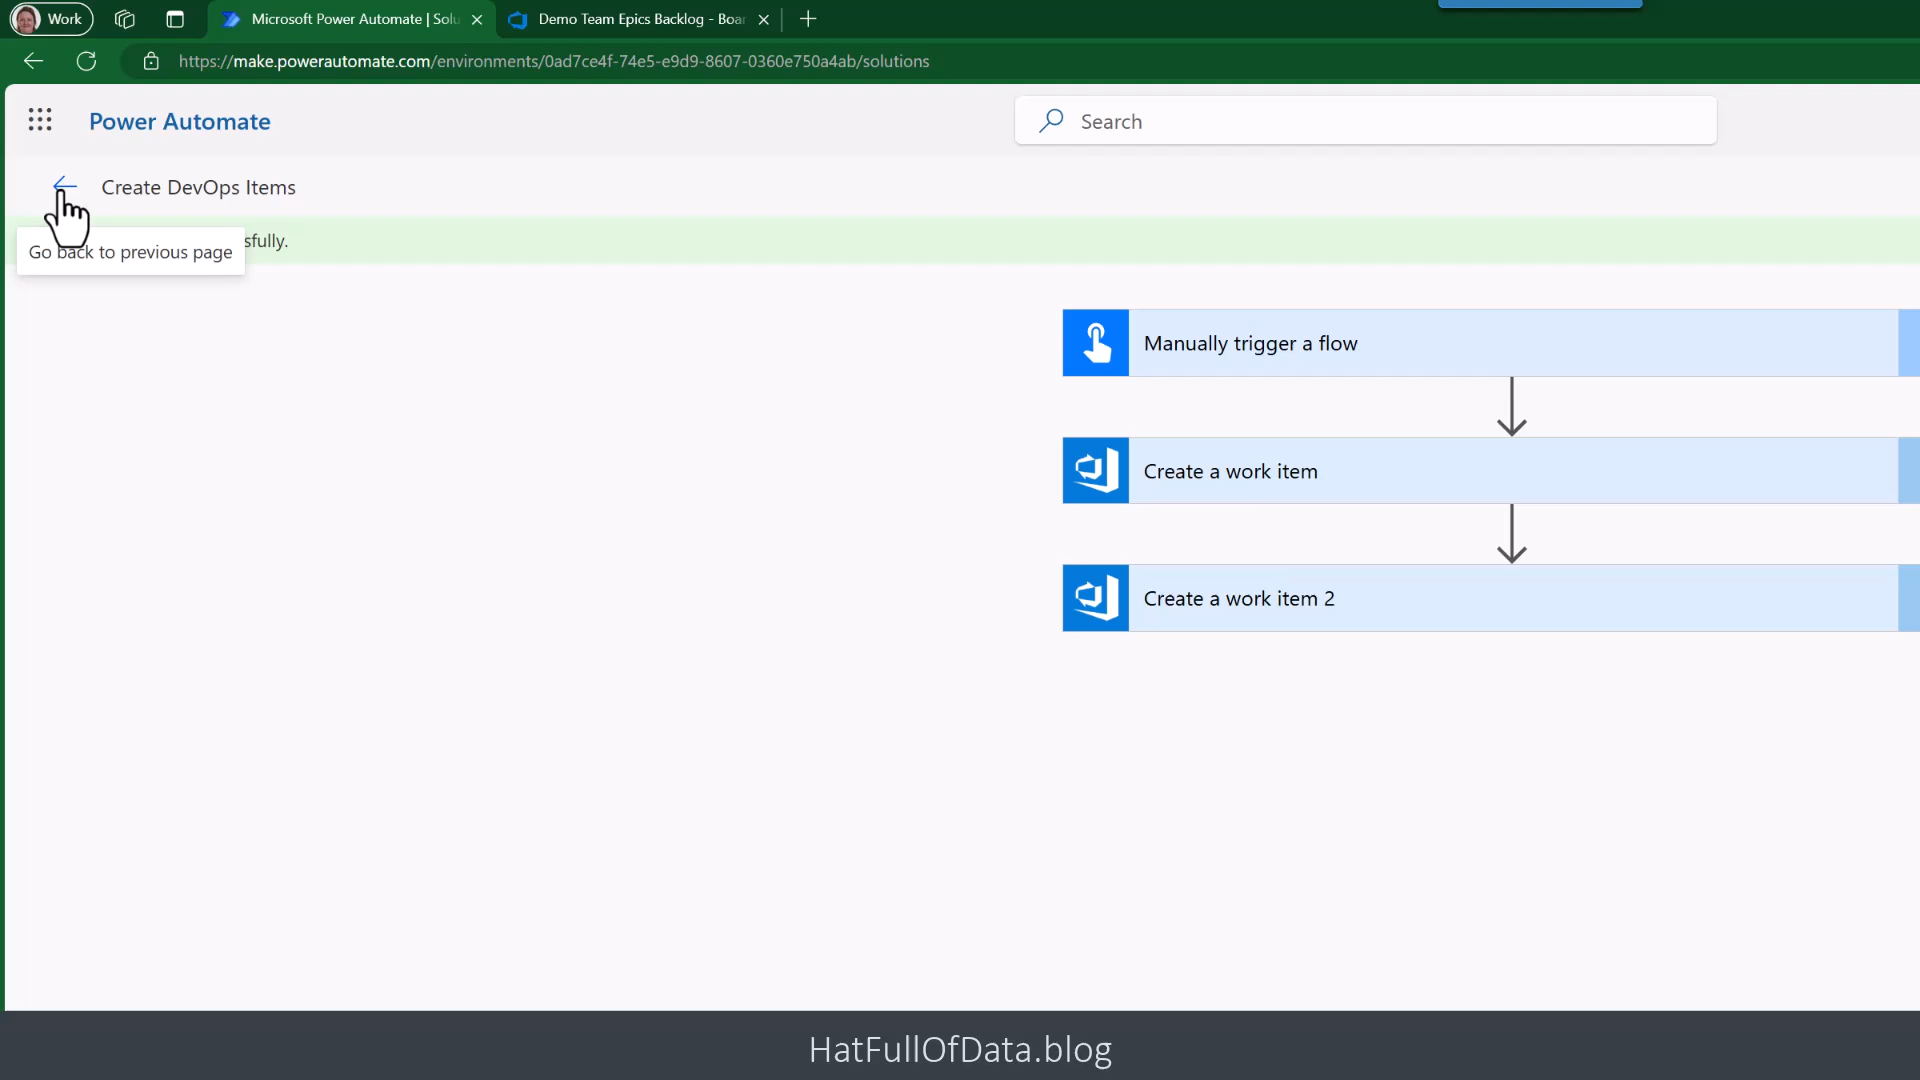 Work
Microsoft Power Automate | Solu
Demo Team Epics Backlog - Boar
https://make.powerautomate.com/environments/0ad7ce4f-74e5-e9d9-8607-0360e750a4ab/solutions
Power Automate
Search
Create DevOps Items
sfully.
Go back to previous page
Manually trigger a flow
Create a work item
Create a work item 2
HatFullOfData.blog